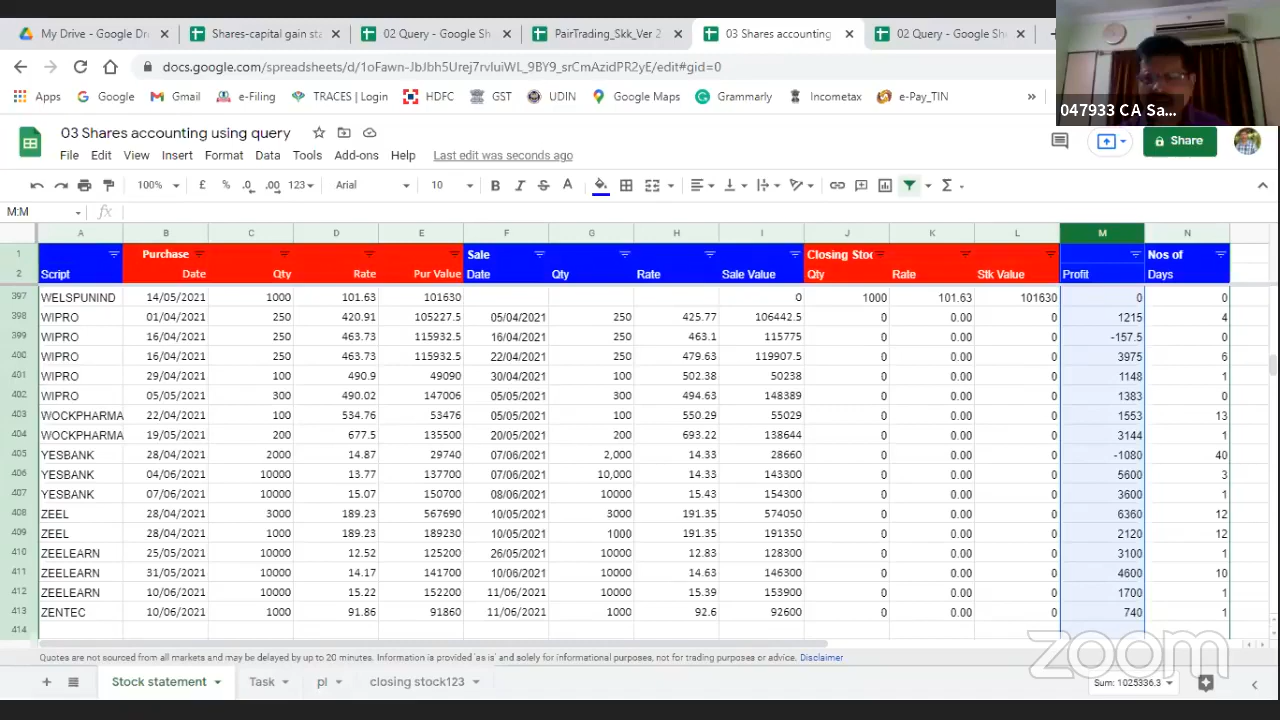 My Drive - Google Dr
Shares-capital gain sta
02 Query - Google Sh
PairTrading_Skk_Ver 2
03 Shares accounting
02 Query - Google Sh
docs.google.com/spreadsheets/d/1oFawn-JbJbh5Urej7rvluiWL_9BY9_srCmAzidPR2yE/edit#gid=0
Apps Google Gmail e-Filing TRACES | Login HDFC GST UDIN Google Maps Grammarly Incometax e-Pay_TIN »
047933 CA Sa...
03 Shares accounting using query
File Edit View Insert Format Data Tools Add-ons Help Last edit was seconds ago
Share
100% £ % .0 .00 123 Arial 10 B I S A Σ
M:M fx
A B C D E F G H I J K L M N
1 Purchase Sale Closing Stoc Nos of
2 Script Date Qty Rate Pur Value Date Qty Rate Sale Value Qty Rate Stk Value Profit Days
397 WELSPUNIND 14/05/2021 1000 101.63 101630 0 1000 101.63 101630 0 0
398 WIPRO 01/04/2021 250 420.91 105227.5 05/04/2021 250 425.77 106442.5 0 0.00 0 1215 4
399 WIPRO 16/04/2021 250 463.73 115932.5 16/04/2021 250 463.1 115775 0 0.00 0 -157.5 0
400 WIPRO 16/04/2021 250 463.73 115932.5 22/04/2021 250 479.63 119907.5 0 0.00 0 3975 6
401 WIPRO 29/04/2021 100 490.9 49090 30/04/2021 100 502.38 50238 0 0.00 0 1148 1
402 WIPRO 05/05/2021 300 490.02 147006 05/05/2021 300 494.63 148389 0 0.00 0 1383 0
403 WOCKPHARMA 22/04/2021 100 534.76 53476 05/05/2021 100 550.29 55029 0 0.00 0 1553 13
404 WOCKPHARMA 19/05/2021 200 677.5 135500 20/05/2021 200 693.22 138644 0 0.00 0 3144 1
405 YESBANK 28/04/2021 2000 14.87 29740 07/06/2021 2,000 14.33 28660 0 0.00 0 -1080 40
406 YESBANK 04/06/2021 10000 13.77 137700 07/06/2021 10,000 14.33 143300 0 0.00 0 5600 3
407 YESBANK 07/06/2021 10000 15.07 150700 08/06/2021 10000 15.43 154300 0 0.00 0 3600 1
408 ZEEL 28/04/2021 3000 189.23 567690 10/05/2021 3000 191.35 574050 0 0.00 0 6360 12
409 ZEEL 28/04/2021 1000 189.23 189230 10/05/2021 1000 191.35 191350 0 0.00 0 2120 12
410 ZEELEARN 25/05/2021 10000 12.52 125200 26/05/2021 10000 12.83 128300 0 0.00 0 3100 1
411 ZEELEARN 31/05/2021 10000 14.17 141700 10/06/2021 10000 14.63 146300 0 0.00 0 4600 10
412 ZEELEARN 10/06/2021 10000 15.22 152200 11/06/2021 10000 15.39 153900 0 0.00 0 1700 1
413 ZENTEC 10/06/2021 1000 91.86 91860 11/06/2021 1000 92.6 92600 0 0.00 0 740 1
414
Quotes are not sourced from all markets and may be delayed by up to 20 minutes. Information is provided 'as is' and solely for informational purposes, not for trading purposes or advice. Disclaimer
zoom
Stock statement Task pl closing stock123 Sum: 1025336.3